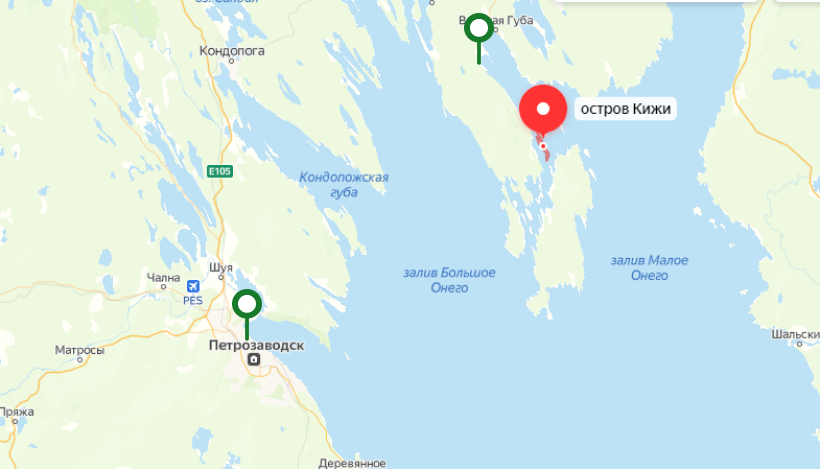 Кондопога
Губа
остров Кижи
E105
Кондопожская
губа
залив Большое
Онего
залив Малое
Онего
Шуя
Чална
PES
Петрозаводск
Матросы
Пряжа
Деревянное